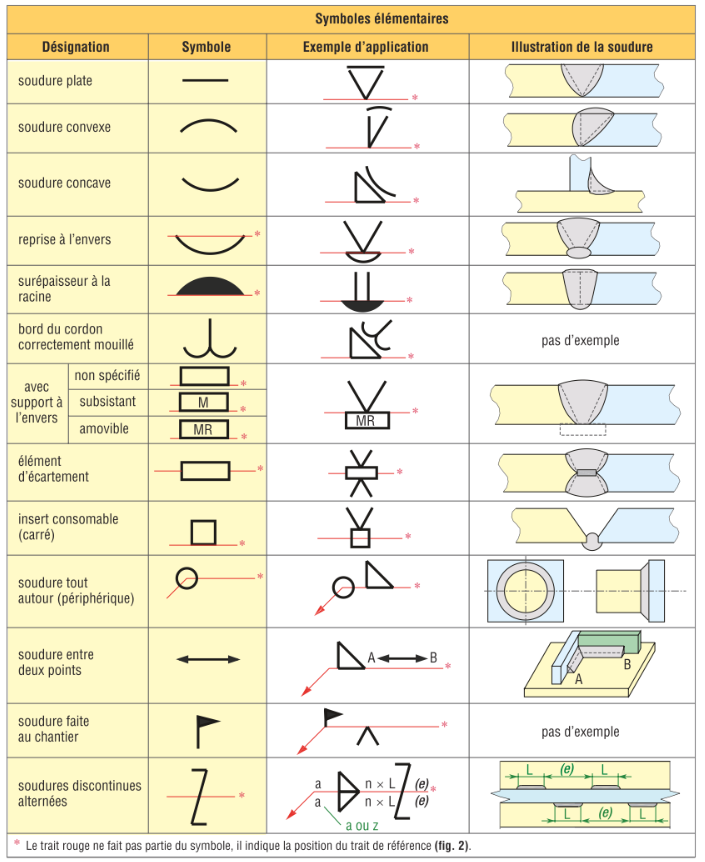 Symboles élémentaires
Désignation Symbole Exemple d'application Illustration de la soudure
soudure plate
*
soudure convexe
*
soudure concave
*
reprise à l'envers
* *
surépaisseur à la
racine
* *
bord du cordon
correctement mouillé
*
pas d'exemple
avec
support à
l'envers
non spécifié
*
subsistant
M *
amovible
MR *
MR *
élément
d'écartement
* *
insert consomable
(carré)
* *
soudure tout
autour (périphérique)
* *
soudure entre
deux points
A B *
A B
soudure faite
au chantier
*
pas d'exemple
soudures discontinues
alternées
*
a n × L (e)
a n × L (e) *
a ou z
L (e) L
L (e) L
* Le trait rouge ne fait pas partie du symbole, il indique la position du trait de référence (fig. 2).